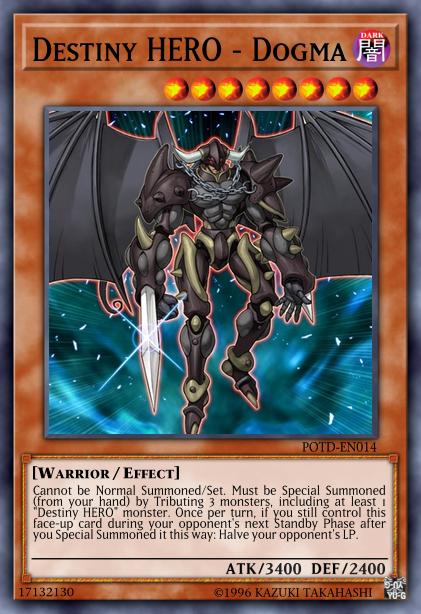 DESTINY HERO - DOGMA
DARK
闇
POTD-EN014
[WARRIOR / EFFECT]
Cannot be Normal Summoned/Set. Must be Special Summoned
(from your hand) by Tributing 3 monsters, including at least 1
"Destiny HERO" monster. Once per turn, if you still control this
face-up card during your opponent's next Standby Phase after
you Special Summoned it this way: Halve your opponent's LP.
ATK/3400 DEF/2400
17132130
©1996 KAZUKI TAKAHASHI